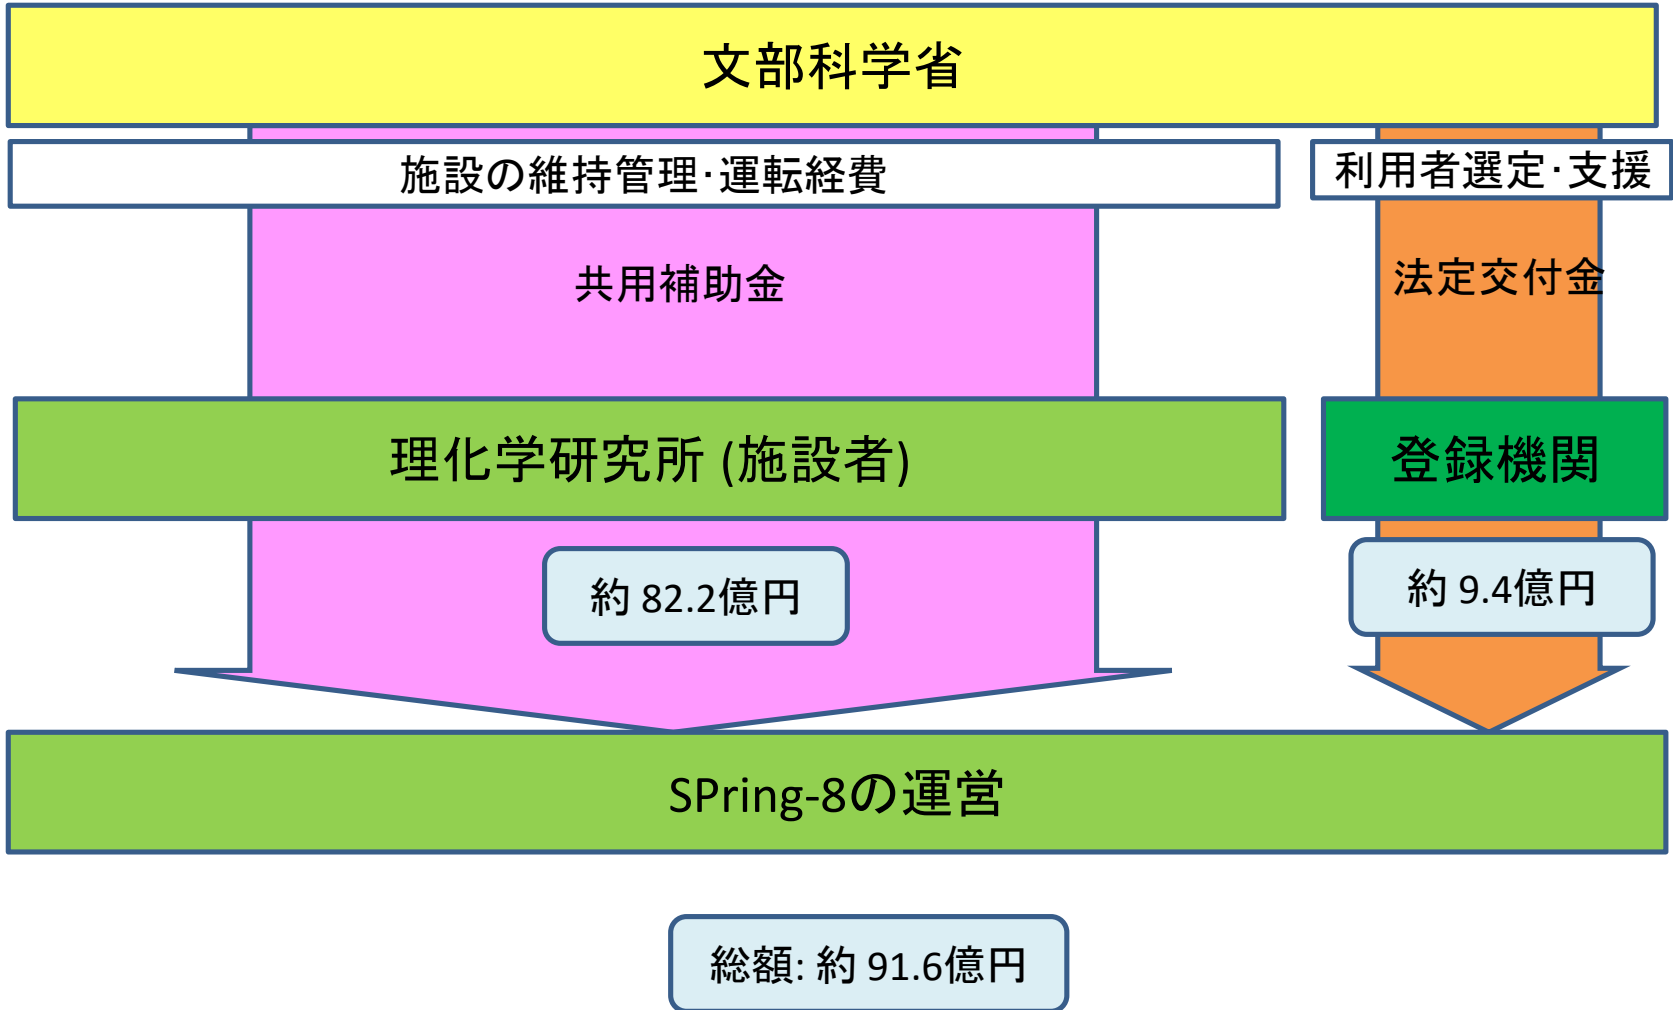 文部科学省
施設の維持管理･運転経費
利用者選定･支援
共用補助金
法定交付金
理化学研究所 (施設者)
登録機関
約 82.2億円
約 9.4億円
SPring-8の運営
総額: 約 91.6億円